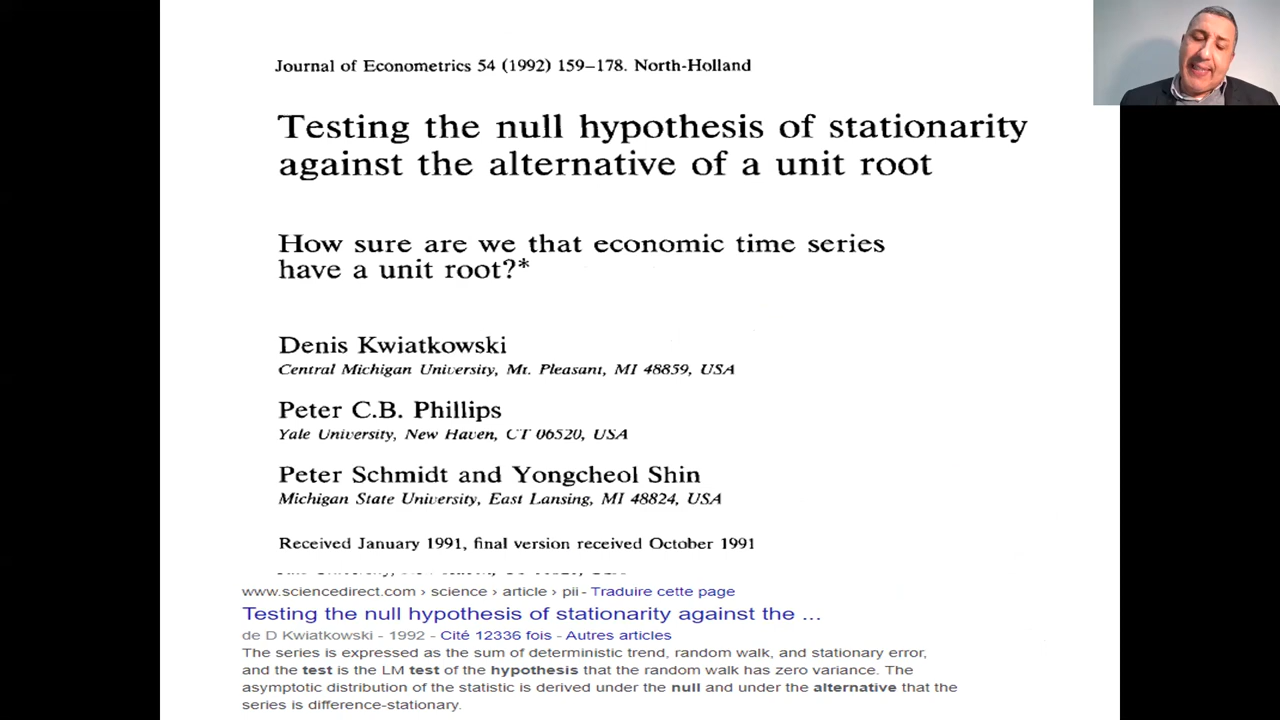 Journal of Econometrics 54 (1992) 159–178. North-Holland
Testing the null hypothesis of stationarity
against the alternative of a unit root
How sure are we that economic time series
have a unit root?*
Denis Kwiatkowski
Central Michigan University, Mt. Pleasant, MI 48859, USA
Peter C.B. Phillips
Yale University, New Haven, CT 06520, USA
Peter Schmidt and Yongcheol Shin
Michigan State University, East Lansing, MI 48824, USA
Received January 1991, final version received October 1991
www.sciencedirect.com › science › article › pii - Traduire cette page
Testing the null hypothesis of stationarity against the ...
de D Kwiatkowski - 1992 - Cité 12336 fois - Autres articles
The series is expressed as the sum of deterministic trend, random walk, and stationary error,
and the test is the LM test of the hypothesis that the random walk has zero variance. The
asymptotic distribution of the statistic is derived under the null and under the alternative that the
series is difference-stationary.